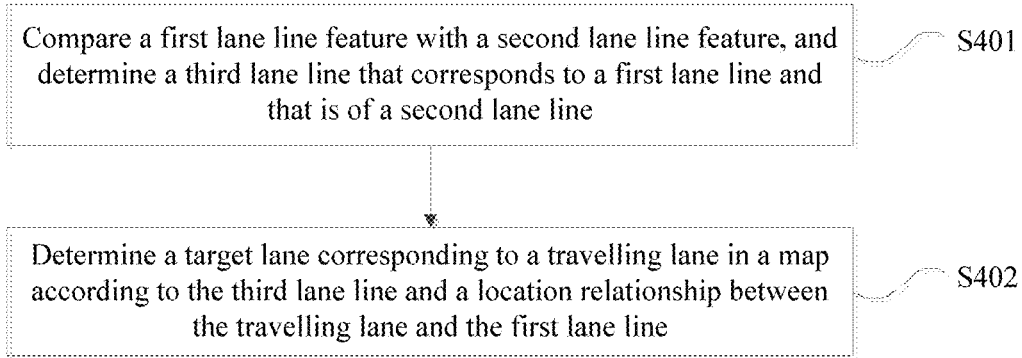 Compare a first lane line feature with a second lane line feature, and
determine a third lane line that corresponds to a first lane line and
that is of a second lane line
S401
Determine a target lane corresponding to a travelling lane in a map
according to the third lane line and a location relationship between
the travelling lane and the first lane line
S402